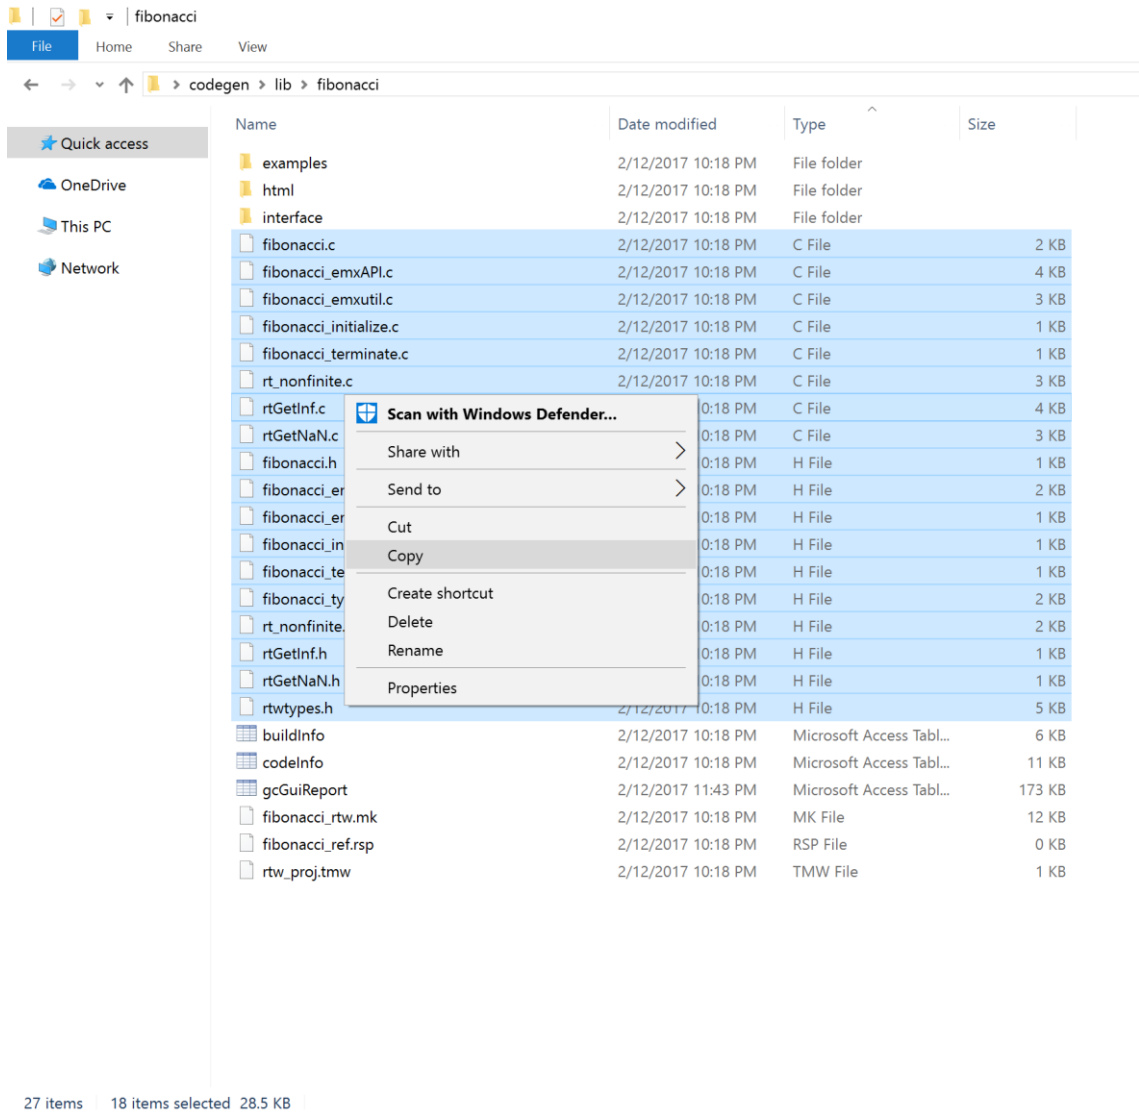 fibonacci
File Home Share View
codegen lib fibonacci
Name Date modified Type Size
Quick access
OneDrive
This PC
Network
examples 2/12/2017 10:18 PM File folder
html 2/12/2017 10:18 PM File folder
interface 2/12/2017 10:18 PM File folder
fibonacci.c 2/12/2017 10:18 PM C File 2 KB
fibonacci_emxAPI.c 2/12/2017 10:18 PM C File 4 KB
fibonacci_emxutil.c 2/12/2017 10:18 PM C File 3 KB
fibonacci_initialize.c 2/12/2017 10:18 PM C File 1 KB
fibonacci_terminate.c 2/12/2017 10:18 PM C File 1 KB
rt_nonfinite.c 2/12/2017 10:18 PM C File 3 KB
rtGetInf.c 0:18 PM C File 4 KB
rtGetNaN.c 0:18 PM C File 3 KB
fibonacci.h 0:18 PM H File 1 KB
fibonacci_er 0:18 PM H File 2 KB
fibonacci_er 0:18 PM H File 1 KB
fibonacci_in 0:18 PM H File 1 KB
fibonacci_te 0:18 PM H File 1 KB
fibonacci_ty 0:18 PM H File 2 KB
rt_nonfinite. 0:18 PM H File 2 KB
rtGetInf.h 0:18 PM H File 1 KB
rtGetNaN.h 0:18 PM H File 1 KB
rtwtypes.h 2/12/2017 10:18 PM H File 5 KB
buildInfo 2/12/2017 10:18 PM Microsoft Access Tabl... 6 KB
codeInfo 2/12/2017 10:18 PM Microsoft Access Tabl... 11 KB
gcGuiReport 2/12/2017 11:43 PM Microsoft Access Tabl... 173 KB
fibonacci_rtw.mk 2/12/2017 10:18 PM MK File 12 KB
fibonacci_ref.rsp 2/12/2017 10:18 PM RSP File 0 KB
rtw_proj.tmw 2/12/2017 10:18 PM TMW File 1 KB
Scan with Windows Defender...
Share with
Send to
Cut
Copy
Create shortcut
Delete
Rename
Properties
27 items 18 items selected 28.5 KB